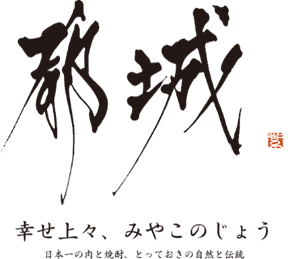 都城
幸せ上々、みやこのじょう
日本一の肉と焼酎、とっておきの自然と伝統